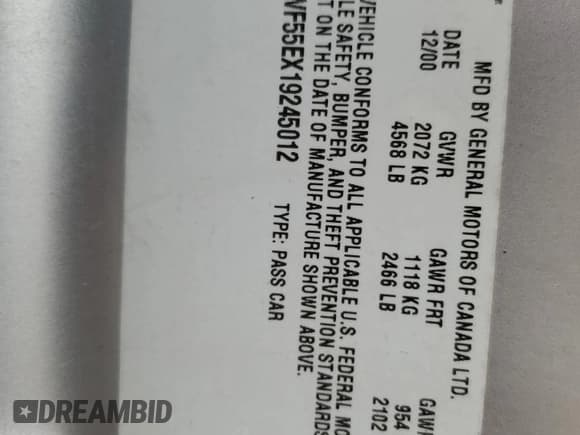 MFD BY GENERAL MOTORS OF CANADA LTD.
DATE GVWR GAWR FRT
12/00 2072 KG 1118 KG 954
4568 LB 2466 LB 2102
VEHICLE CONFORMS TO ALL APPLICABLE U.S. FEDERAL
SAFETY, BUMPER, AND THEFT PREVENTION STANDARDS
ON THE DATE OF MANUFACTURE SHOWN ABOVE.
VF55EX19245012 TYPE: PASS CAR
DREAMBID